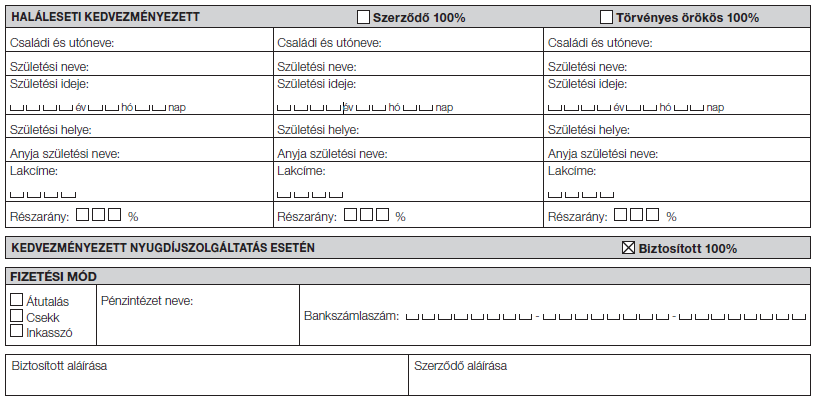 HALÁLESETI KEDVEZMÉNYEZETT Szerződő 100% Törvényes örökös 100%
Családi és utóneve: Családi és utóneve: Családi és utóneve:
Születési neve: Születési neve: Születési neve:
Születési ideje: Születési ideje: Születési ideje:
év hó nap év hó nap év hó nap
Születési helye: Születési helye: Születési helye:
Anyja születési neve: Anyja születési neve: Anyja születési neve:
Lakcíme: Lakcíme: Lakcíme:
Részarány: % Részarány: % Részarány: %
KEDVEZMÉNYEZETT NYUGDÍJSZOLGÁLTATÁS ESETÉN Biztosított 100%
FIZETÉSI MÓD
Átutalás Pénzintézet neve:
Csekk Bankszámlaszám: - -
Inkasszó
Biztosított aláírása Szerződő aláírása